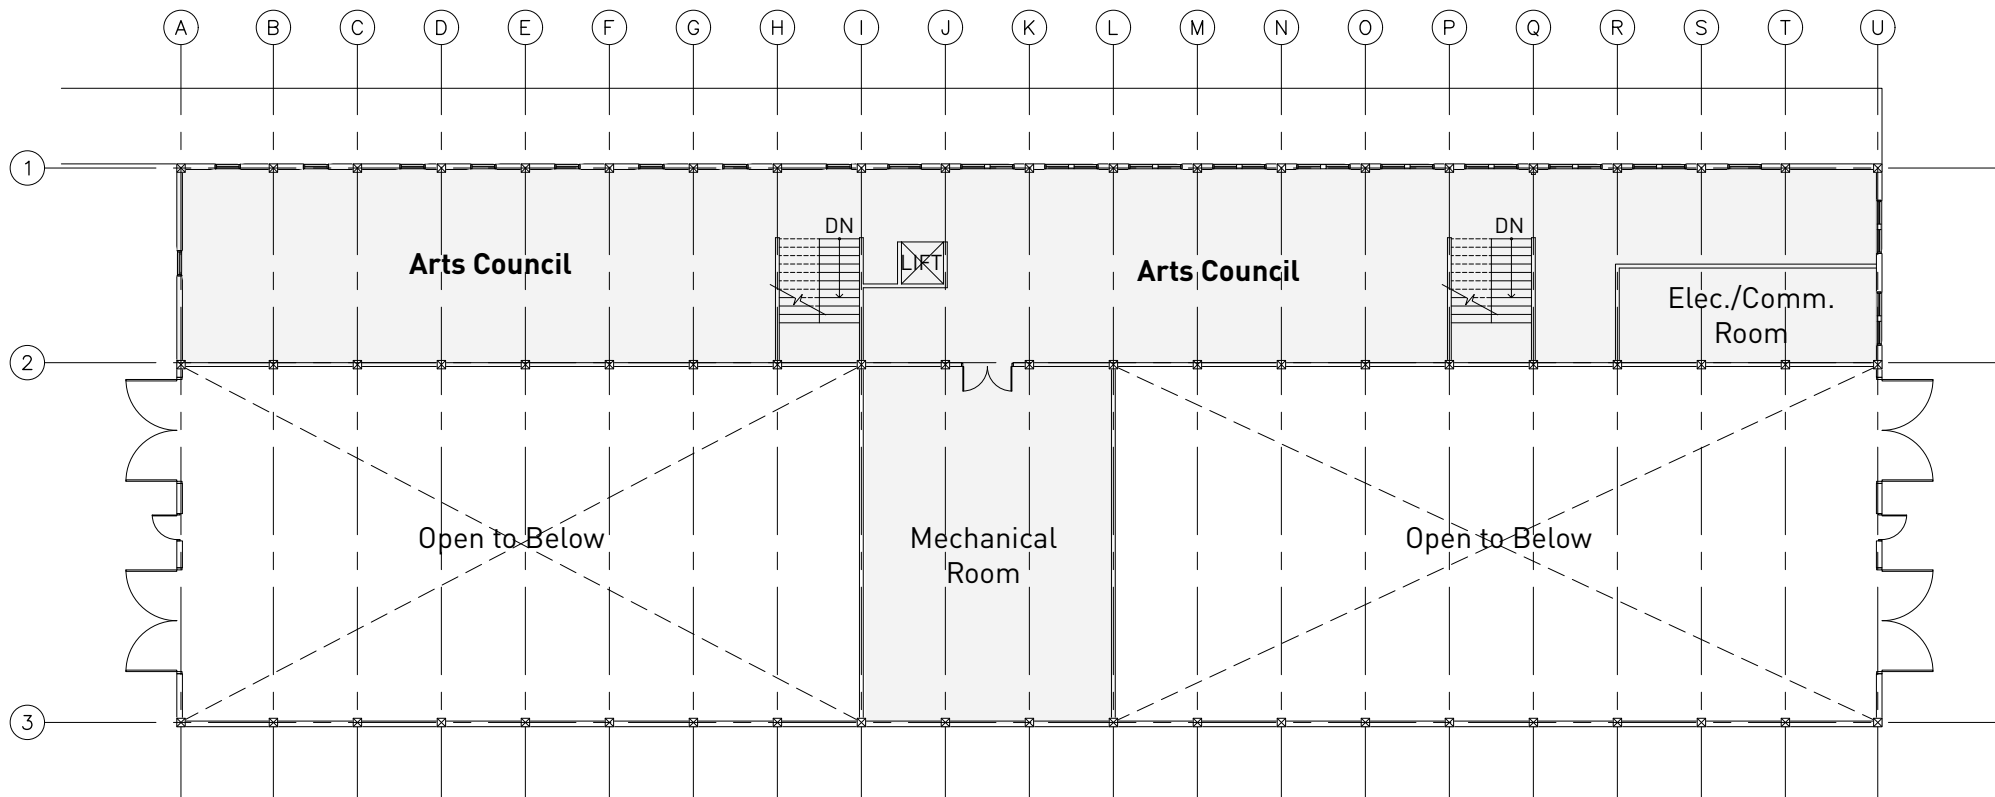 A B C D E F G H I J K L M N O P Q R S T U
1
DN DN
Arts Council LIFT Arts Council
Elec./Comm.
Room
2
Open to Below Mechanical Open to Below
Room
3